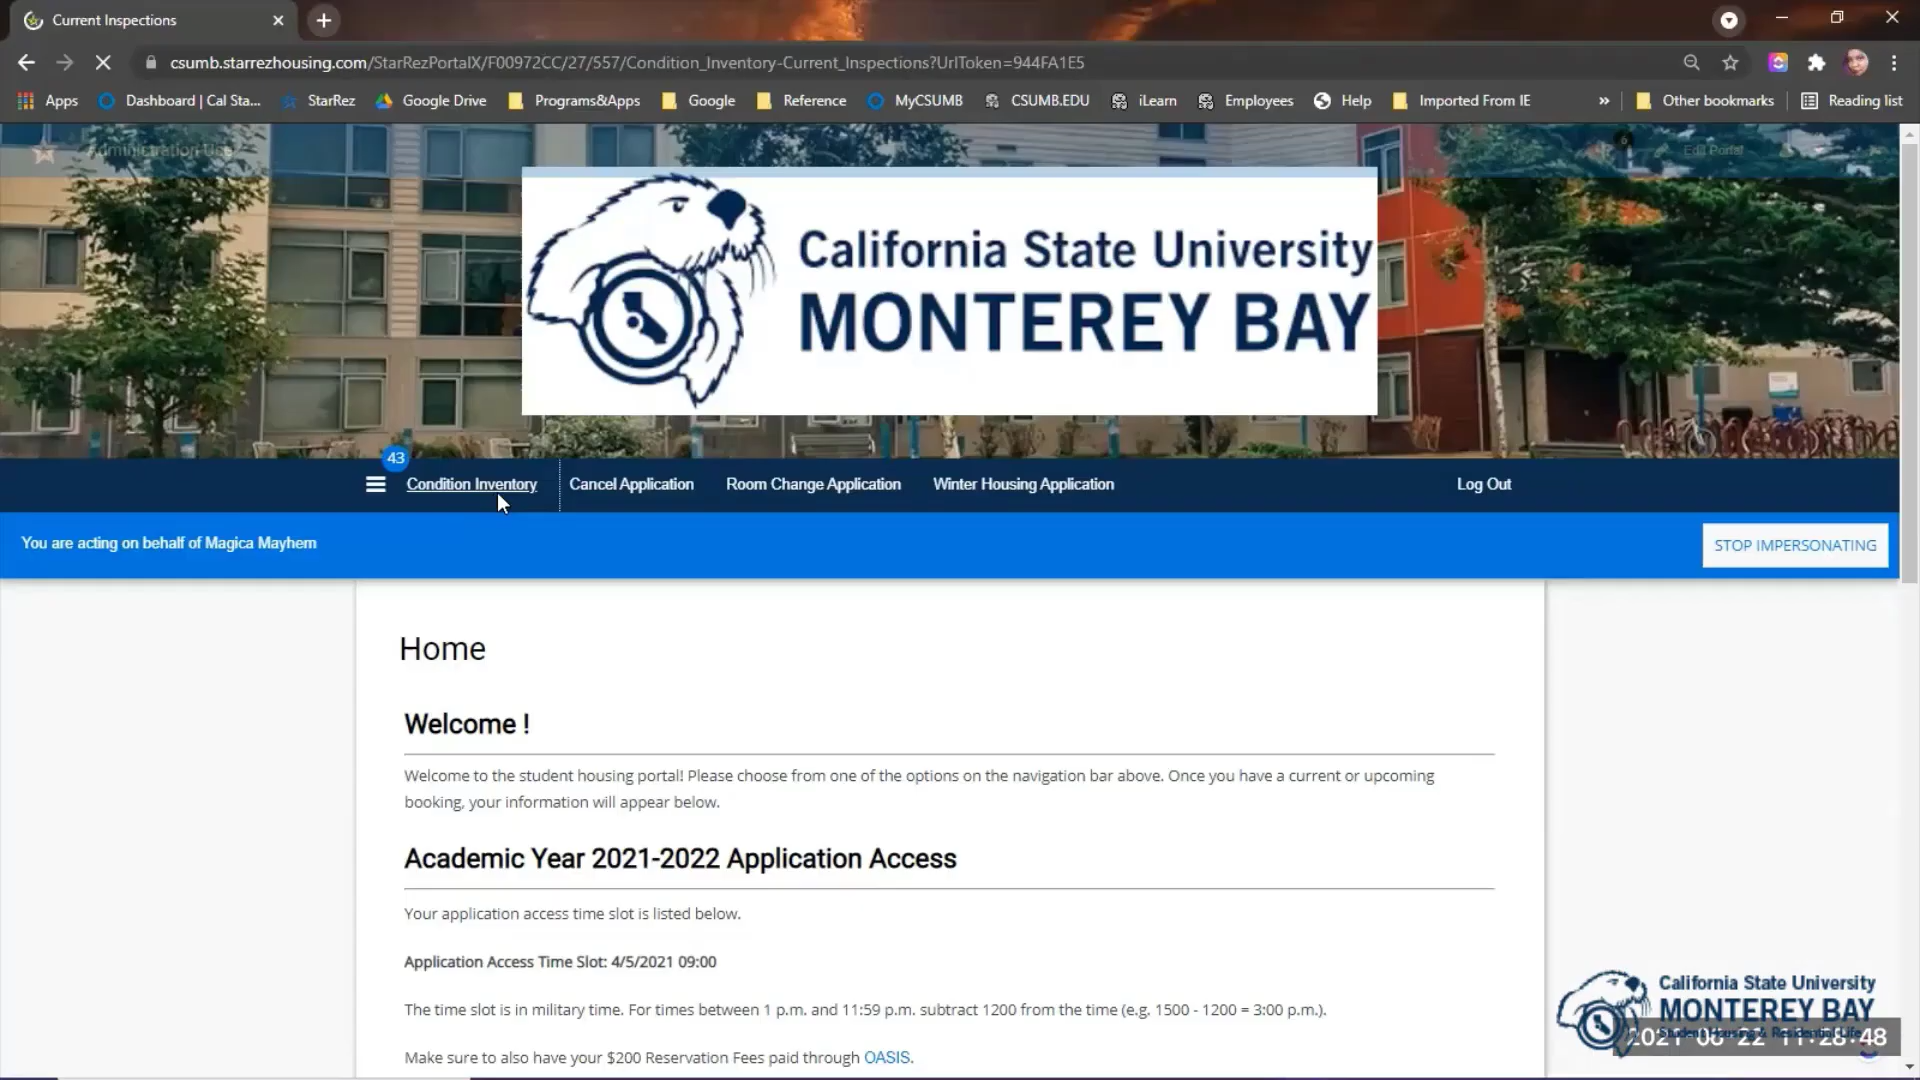 Current Inspections
csumb.starrezhousing.com/StarRezPortalX/F00972CC/27/557/Condition_Inventory-Current_Inspections?UrlToken=944FA1E5
Apps Dashboard | Cal Sta... StarRez Google Drive Programs&Apps Google Reference MyCSUMB CSUMB.EDU iLearn Employees Help Imported From IE » Other bookmarks Reading list
Edit Portal
California State University
MONTEREY BAY
43
Condition Inventory Cancel Application Room Change Application Winter Housing Application Log Out
You are acting on behalf of Magica Mayhem
STOP IMPERSONATING
Home
Welcome !
Welcome to the student housing portal! Please choose from one of the options on the navigation bar above. Once you have a current or upcoming
booking, your information will appear below.
Academic Year 2021-2022 Application Access
Your application access time slot is listed below.
Application Access Time Slot: 4/5/2021 09:00
The time slot is in military time. For times between 1 p.m. and 11:59 p.m. subtract 1200 from the time (e.g. 1500 - 1200 = 3:00 p.m.).
Make sure to also have your $200 Reservation Fees paid through OASIS.
California State University
MONTEREY BAY
Student Housing & Residential Life